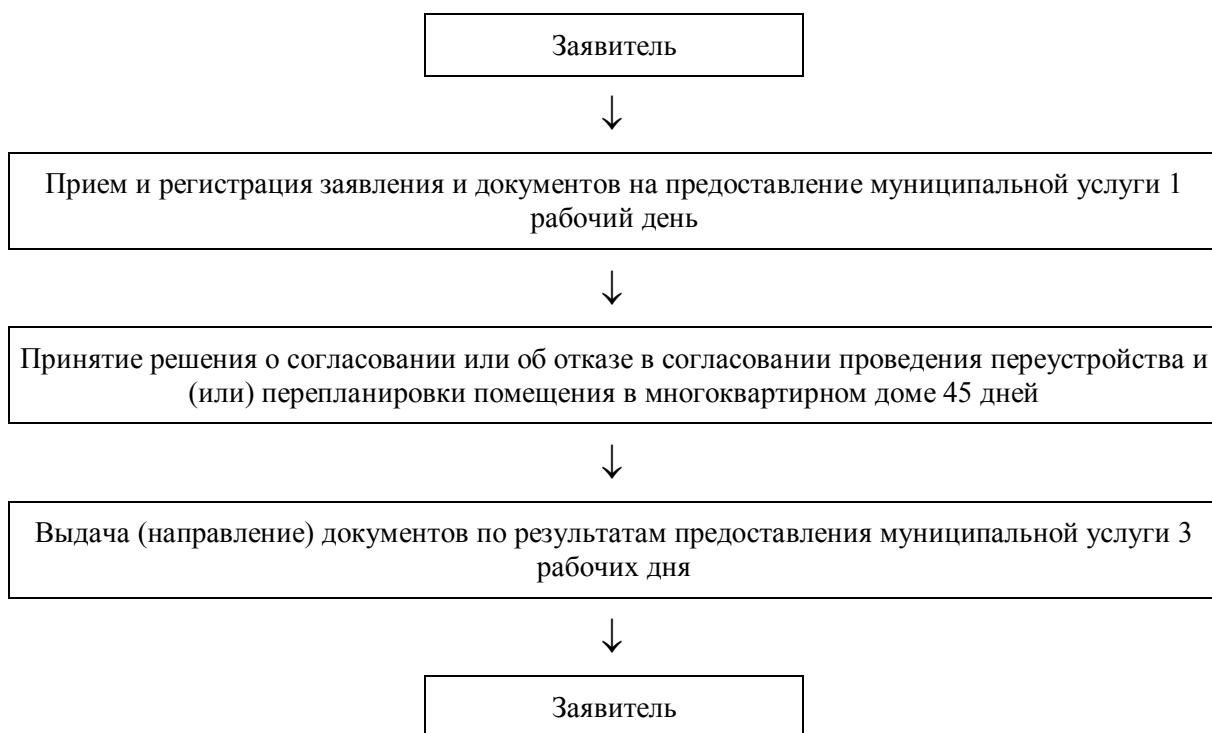 Заявитель
Прием и регистрация заявления и документов на предоставление муниципальной услуги 1
рабочий день
Принятие решения о согласовании или об отказе в согласовании проведения переустройства и
(или) перепланировки помещения в многоквартирном доме 45 дней
Выдача (направление) документов по результатам предоставления муниципальной услуги 3
рабочих дня
Заявитель